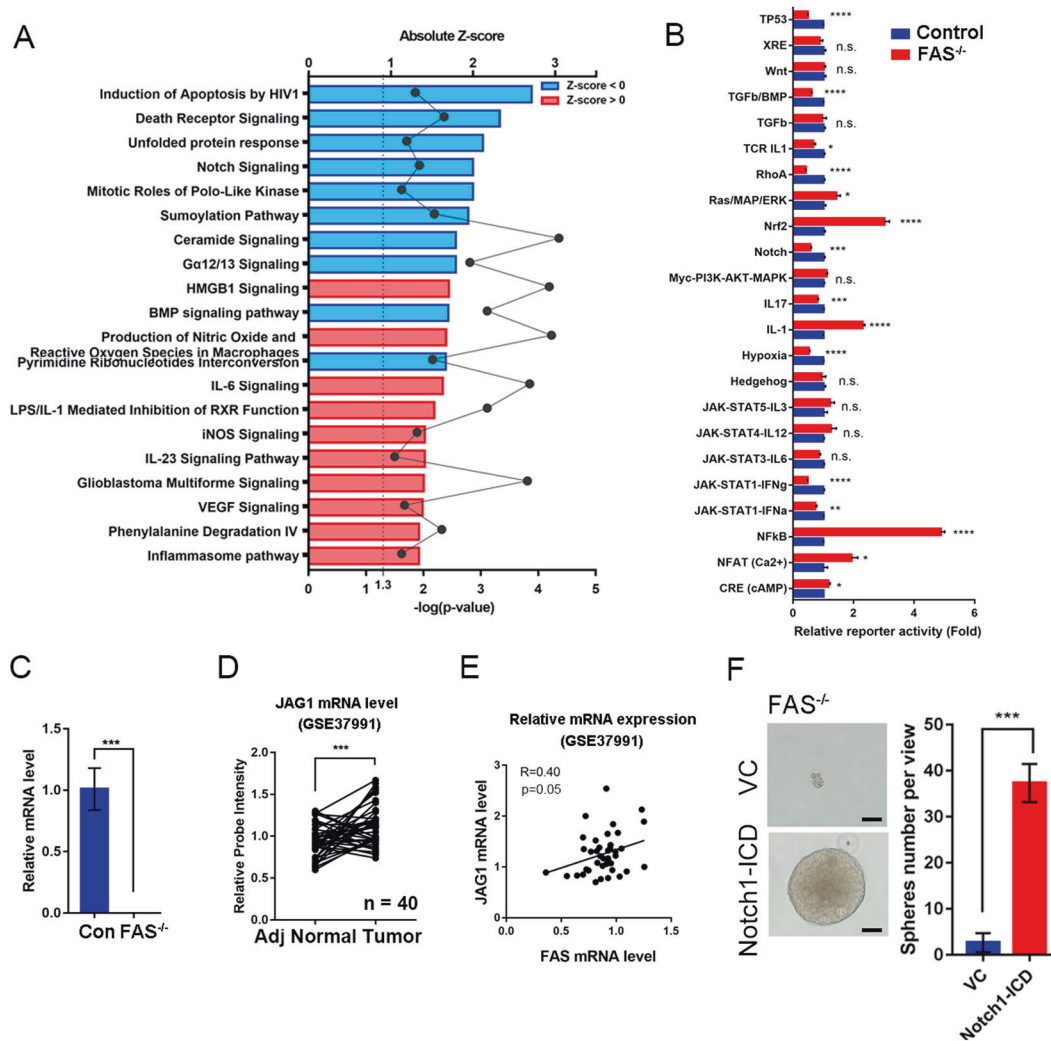 A
Absolute Z-score
0 1 2 3
Z-score < 0
Z-score > 0
Induction of Apoptosis by HIV1
Death Receptor Signaling
Unfolded protein response
Notch Signaling
Mitotic Roles of Polo-Like Kinase
Sumoylation Pathway
Ceramide Signaling
Gα12/13 Signaling
HMGB1 Signaling
BMP signaling pathway
Production of Nitric Oxide and
Reactive Oxygen Species in Macrophages
Pyrimidine Ribonucleotides Interconversion
IL-6 Signaling
LPS/IL-1 Mediated Inhibition of RXR Function
iNOS Signaling
IL-23 Signaling Pathway
Glioblastoma Multiforme Signaling
VEGF Signaling
Phenylalanine Degradation IV
Inflammasome pathway
0 1 1.3 2 3 4 5
-log(p-value)
B
Control
FAS-/-
TP53 ****
XRE n.s.
Wnt n.s.
TGFb/BMP ****
TGFb n.s.
TCR IL1 *
RhoA ****
Ras/MAP/ERK *
Nrf2 ****
Notch ***
Myc-PI3K-AKT-MAPK n.s.
IL17 ***
IL-1 ****
Hypoxia ****
Hedgehog n.s.
JAK-STAT5-IL3 n.s.
JAK-STAT4-IL12 n.s.
JAK-STAT3-IL6 n.s.
JAK-STAT1-IFNg ****
JAK-STAT1-IFNa **
NFkB ****
NFAT (Ca2+) *
CRE (cAMP) *
0 2 4 6
Relative reporter activity (Fold)
C
Relative mRNA level
1.5
1.0
0.5
0.0
***
Con FAS-/-
D
JAG1 mRNA level
(GSE37991)
***
Relative Probe Intensity
2.0
1.5
1.0
0.5
0.0
n = 40
Adj Normal Tumor
E
Relative mRNA expression
(GSE37991)
R=0.40
p=0.05
JAG1 mRNA level
3
2
1
0
0.0 0.5 1.0 1.5
FAS mRNA level
F
FAS-/-
VC
Notch1-ICD
Spheres number per view
50
40
30
20
10
0
***
VC
Notch1-ICD